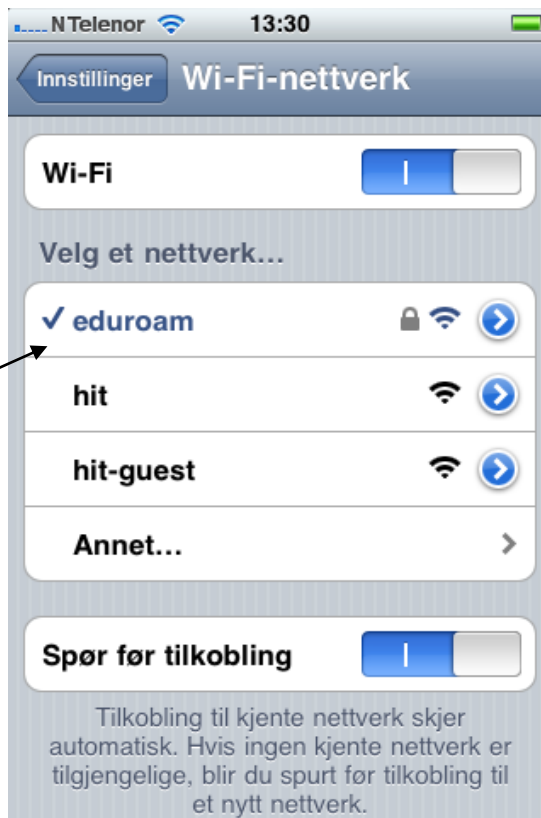 N Telenor 13:30
Innstillinger Wi-Fi-nettverk
Wi-Fi
Velg et nettverk...
eduroam
hit
hit-guest
Annet...
Spør før tilkobling
Tilkobling til kjente nettverk skjer
automatisk. Hvis ingen kjente nettverk er
tilgjengelige, blir du spurt før tilkobling til
et nytt nettverk.